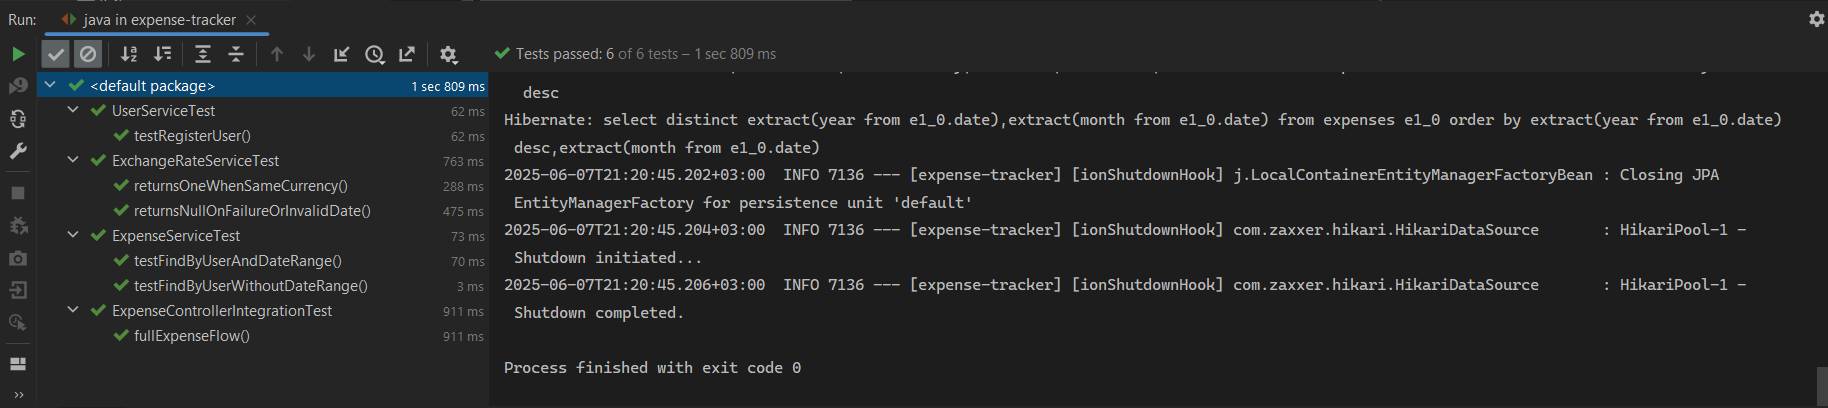 Run: java in expense-tracker
Tests passed: 6 of 6 tests – 1 sec 809 ms
<default package> 1 sec 809 ms
UserServiceTest 62 ms
testRegisterUser() 62 ms
ExchangeRateServiceTest 763 ms
returnsOneWhenSameCurrency() 288 ms
returnsNullOnFailureOrInvalidDate() 475 ms
ExpenseServiceTest 73 ms
testFindByUserAndDateRange() 70 ms
testFindByUserWithoutDateRange() 3 ms
ExpenseControllerIntegrationTest 911 ms
fullExpenseFlow() 911 ms
desc
Hibernate: select distinct extract(year from e1_0.date),extract(month from e1_0.date) from expenses e1_0 order by extract(year from e1_0.date)
desc,extract(month from e1_0.date)
2025-06-07T21:20:45.202+03:00  INFO 7136 --- [expense-tracker] [ionShutdownHook] j.LocalContainerEntityManagerFactoryBean : Closing JPA
EntityManagerFactory for persistence unit 'default'
2025-06-07T21:20:45.204+03:00  INFO 7136 --- [expense-tracker] [ionShutdownHook] com.zaxxer.hikari.HikariDataSource       : HikariPool-1 -
Shutdown initiated...
2025-06-07T21:20:45.206+03:00  INFO 7136 --- [expense-tracker] [ionShutdownHook] com.zaxxer.hikari.HikariDataSource       : HikariPool-1 -
Shutdown completed.
Process finished with exit code 0